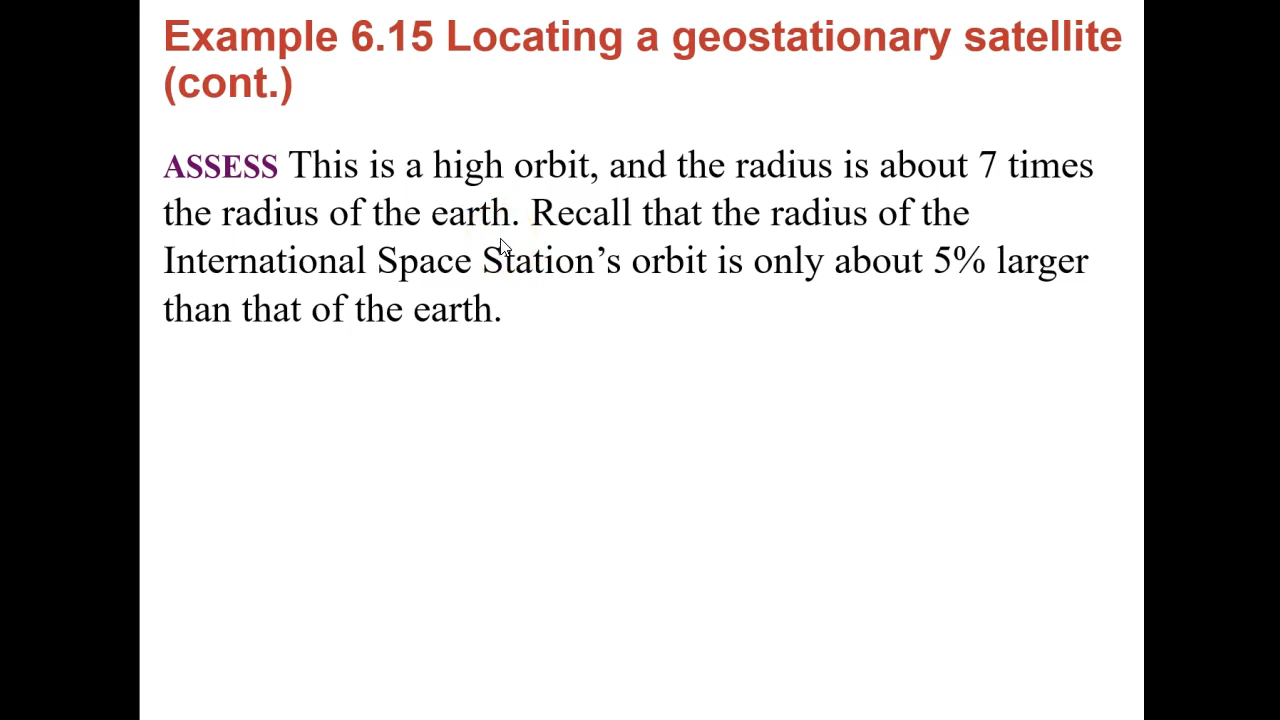 Example 6.15 Locating a geostationary satellite
(cont.)
ASSESS This is a high orbit, and the radius is about 7 times
the radius of the earth. Recall that the radius of the
International Space Station’s orbit is only about 5% larger
than that of the earth.